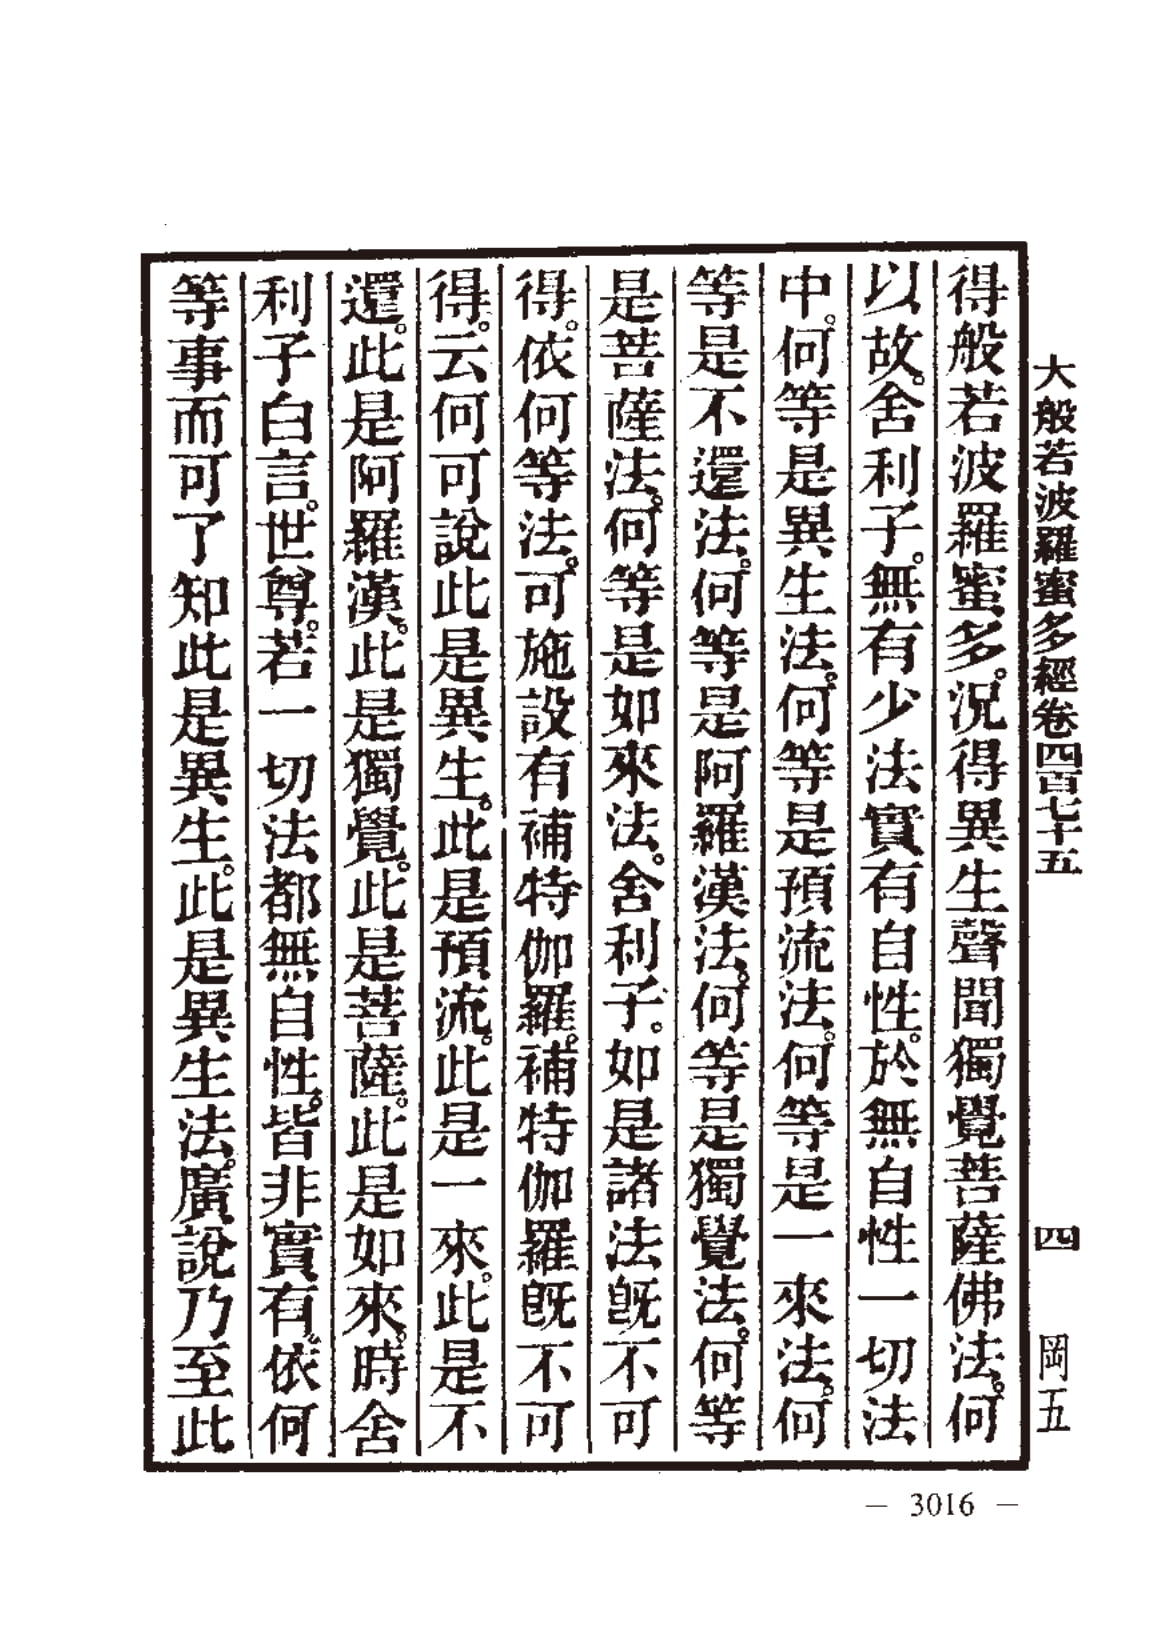 大般若波羅蜜多經卷四百七十五 四 岡五
得般若波羅蜜多。況得異生聲聞獨覺菩薩佛法。何
以故。舍利子。無有少法實有自性。於無自性一切法
中。何等是異生法。何等是預流法。何等是一來法。何
等是不還法。何等是阿羅漢法。何等是獨覺法。何等
是菩薩法。何等是如來法。舍利子。如是諸法旣不可
得。依何等法。可施設有補特伽羅。補特伽羅旣不可
得。云何可說此是異生。此是預流。此是一來。此是不
還。此是阿羅漢。此是獨覺。此是菩薩。此是如來。時舍
利子白言。世尊。若一切法都無自性。皆非實有。依何
等事而可了知此是異生。此是異生法。廣說乃至此
— 3016 —